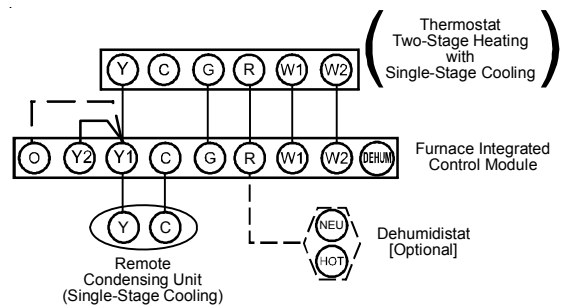 Thermostat
Two-Stage Heating
with
Single-Stage Cooling
Y C G R W1 W2
O Y2 Y1 C G R W1 W2 DEHUM
Furnace Integrated
Control Module
Y C
Remote
Condensing Unit
(Single-Stage Cooling)
NEU
HOT
Dehumidistat
[Optional]